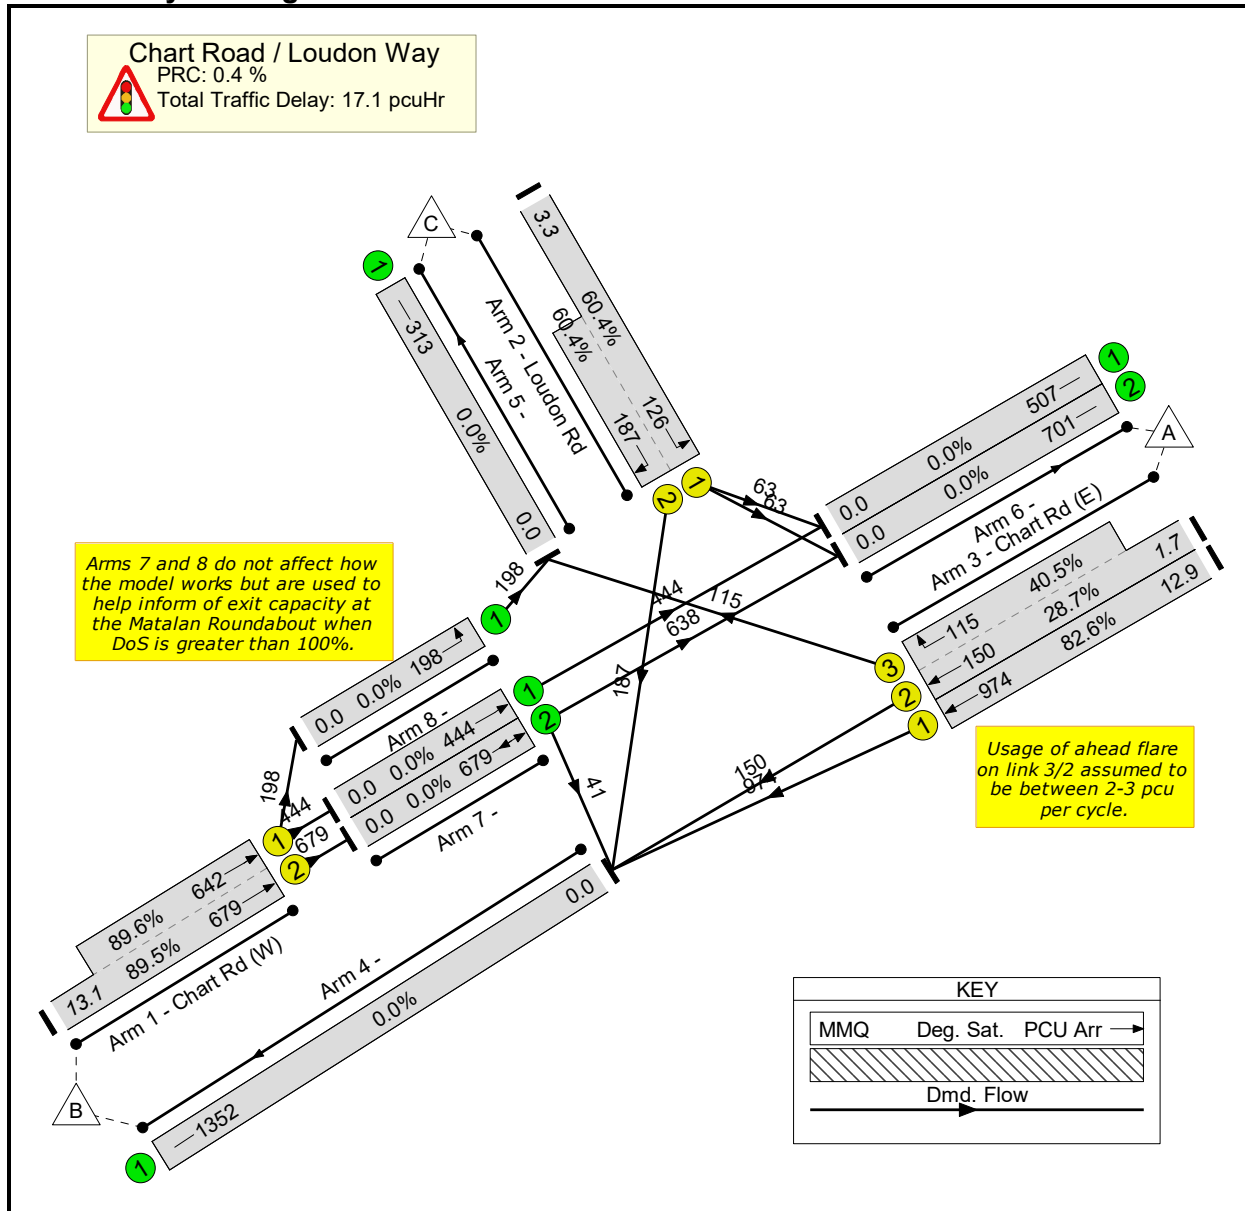 Chart Road / Loudon Way
PRC: 0.4 %
Total Traffic Delay: 17.1 pcuHr
C
1
313
0.0%
0.0
Arm 5 -
Arm 2 - Loudon Rd
3.3
60.4%
60.4%
126
187
1
2
63
63
1
2
507
701
0.0%
0.0%
0.0
0.0
A
Arm 6 -
Arm 3 - Chart Rd (E)
40.5%
1.7
28.7%
12.9
82.6%
115
150
974
3
2
1
Arms 7 and 8 do not affect how
the model works but are used to
help inform of exit capacity at
the Matalan Roundabout when
DoS is greater than 100%.
198
1
444
115
638
187
0.0 0.0% 198
Arm 8 -
1
2
0.0 0.0% 444
0.0 0.0% 679
Arm 7 -
41
150
974
Usage of ahead flare
on link 3/2 assumed to
be between 2-3 pcu
per cycle.
198
444
679
1
2
642
679
89.6%
89.5%
13.1
Arm 1 - Chart Rd (W)
Arm 4 -
0.0
0.0%
1352
B
1
KEY
MMQ Deg. Sat. PCU Arr
Dmd. Flow